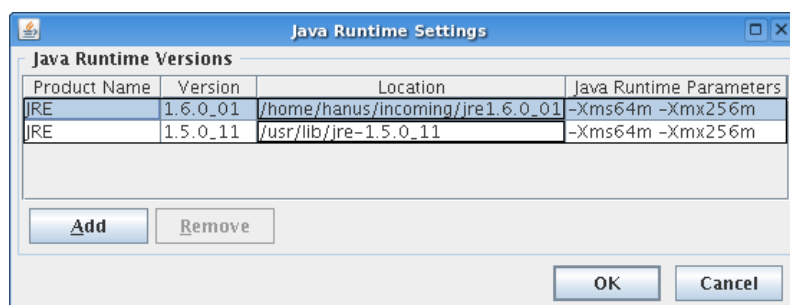 Java Runtime Settings
Java Runtime Versions
Product Name Version Location Java Runtime Parameters
JRE 1.6.0_01 /home/hanus/incoming/jre1.6.0_01 -Xms64m -Xmx256m
JRE 1.5.0_11 /usr/lib/jre-1.5.0_11 -Xms64m -Xmx256m
Add Remove
OK Cancel